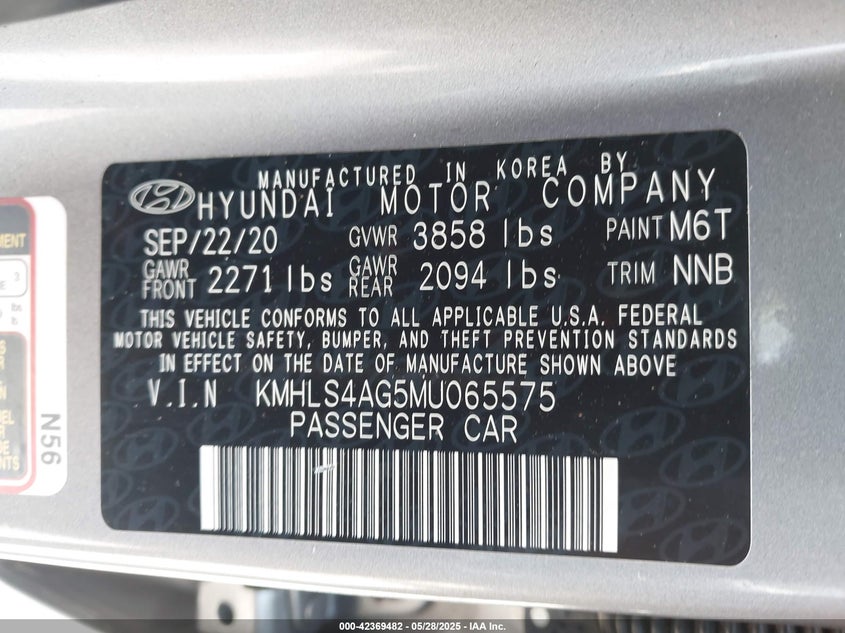 MANUFACTURED IN KOREA BY
HYUNDAI MOTOR COMPANY
SEP/22/20 GVWR 3858 lbs PAINT M6T
GAWR FRONT 2271 lbs GAWR REAR 2094 lbs TRIM NNB
THIS VEHICLE CONFORMS TO ALL APPLICABLE U.S.A. FEDERAL
MOTOR VEHICLE SAFETY, BUMPER, AND THEFT PREVENTION STANDARDS
IN EFFECT ON THE DATE OF MANUFACTURE SHOWN ABOVE
V.I.N KMHLS4AG5MU065575
PASSENGER CAR
3
lbs
N56
000-42369482 - 05/28/2025 - IAA Inc.